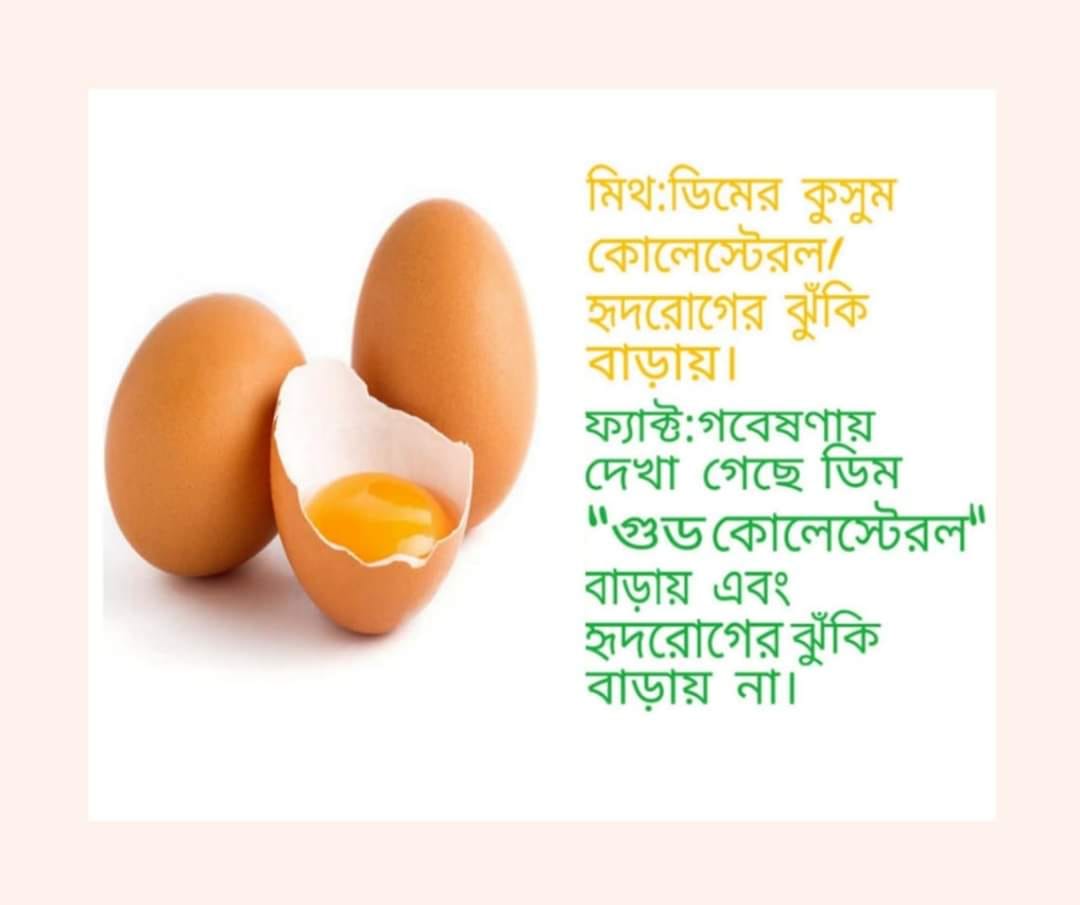 মিথ:ডিমের কুসুম
কোলেস্টেরল/
হৃদরোগের ঝুঁকি
বাড়ায়।
ফ্যাক্ট:গবেষণায়
দেখা গেছে ডিম
"গুড কোলেস্টেরল"
বাড়ায় এবং
হৃদরোগের ঝুঁকি
বাড়ায় না।